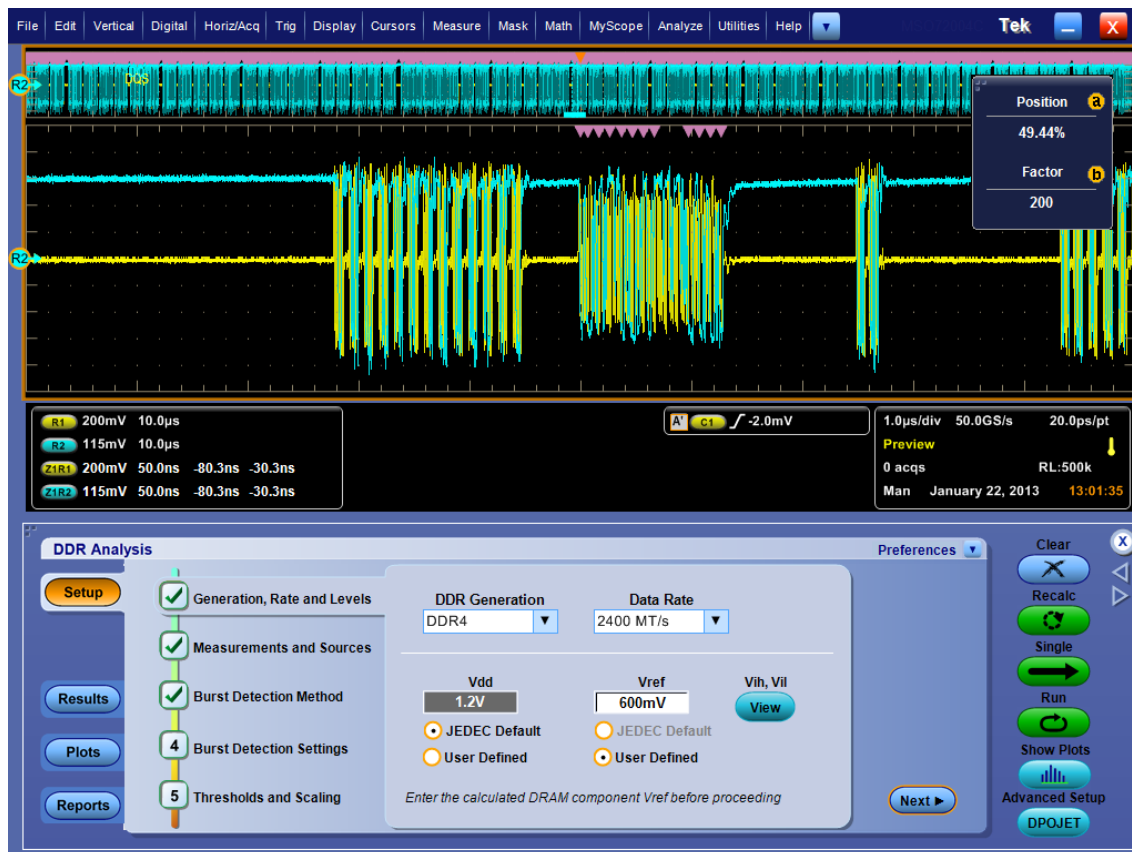 File Edit Vertical Digital Horiz/Acq Trig Display Cursors Measure Mask Math MyScope Analyze Utilities Help Tek X
R2 DQS
Position a
49.44%
Factor b
200
R2
R1 200mV 10.0µs
R2 115mV 10.0µs
Z1R1 200mV 50.0ns -80.3ns -30.3ns
Z1R2 115mV 50.0ns -80.3ns -30.3ns
A' C1 -2.0mV
1.0µs/div 50.0GS/s 20.0ps/pt
Preview
0 acqs RL:500k
Man January 22, 2013 13:01:35
DDR Analysis Preferences
Setup
Results
Plots
Reports
Generation, Rate and Levels
Measurements and Sources
Burst Detection Method
4 Burst Detection Settings
5 Thresholds and Scaling
DDR Generation Data Rate
DDR4 2400 MT/s
Vdd Vref Vih, Vil
1.2V 600mV View
JEDEC Default JEDEC Default
User Defined User Defined
Enter the calculated DRAM component Vref before proceeding
Next
Clear X
Recalc
Single
Run
Show Plots
Advanced Setup
DPOJET